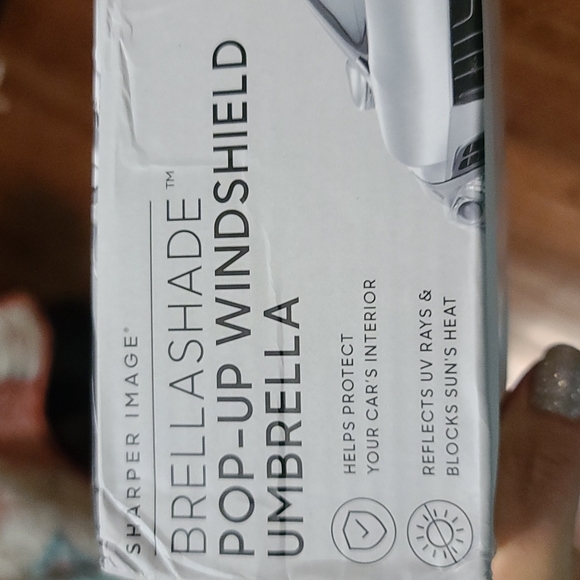 SHARPER IMAGE®
BRELLASHADE™
POP-UP WINDSHIELD
UMBRELLA
HELPS PROTECT
YOUR CAR'S INTERIOR
REFLECTS UV RAYS &
BLOCKS SUN'S HEAT